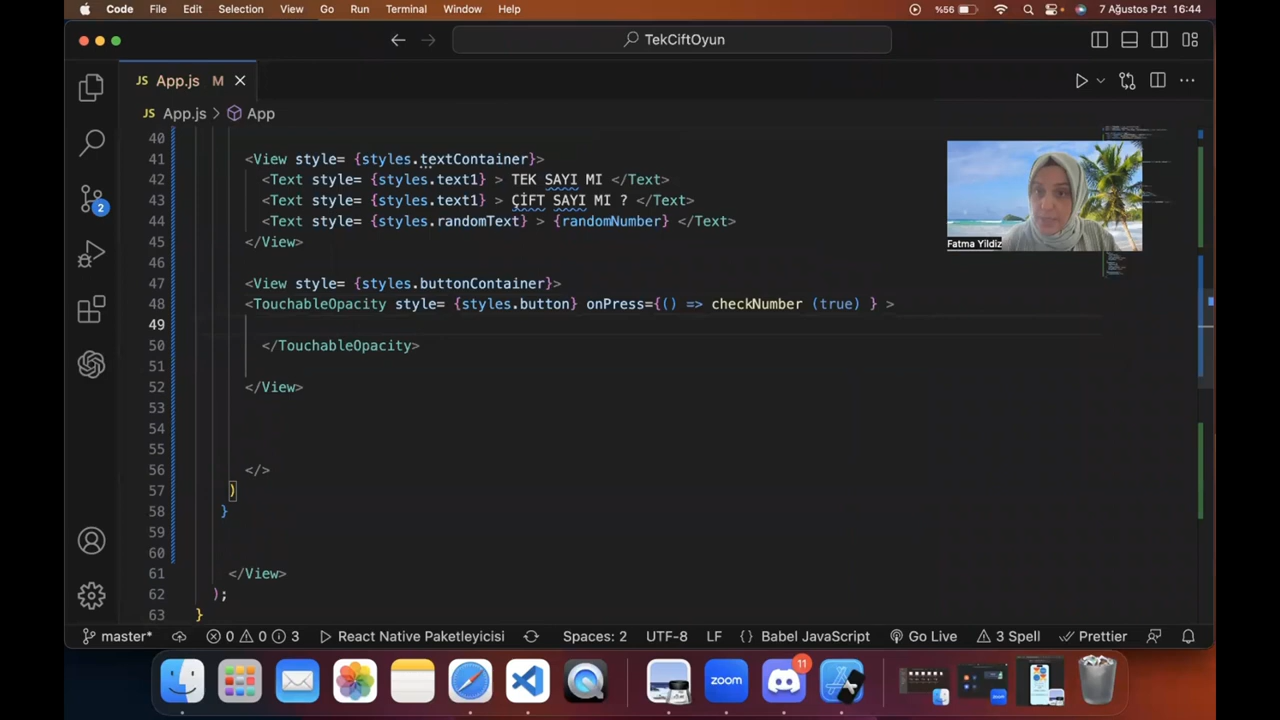 Code File Edit Selection View Go Run Terminal Window Help %56 7 Ağustos Pzt 16:44
TekCiftOyun
JS App.js M
JS App.js > App
40
41 <View style= {styles.textContainer}>
42 <Text style= {styles.text1} > TEK SAYI MI </Text>
43 <Text style= {styles.text1} > ÇİFT SAYI MI ? </Text>
44 <Text style= {styles.randomText} > {randomNumber} </Text>
45 </View>
46
47 <View style= {styles.buttonContainer}>
48 <TouchableOpacity style= {styles.button} onPress={() => checkNumber (true) } >
49
50 </TouchableOpacity>
51
52 </View>
53
54
55
56 </>
57 )
58 }
59
60
61 </View>
62 );
63 }
Fatma Yildiz
2
master* 0 0 3 React Native Paketleyicisi Spaces: 2 UTF-8 LF {} Babel JavaScript Go Live 3 Spell Prettier
zoom
11